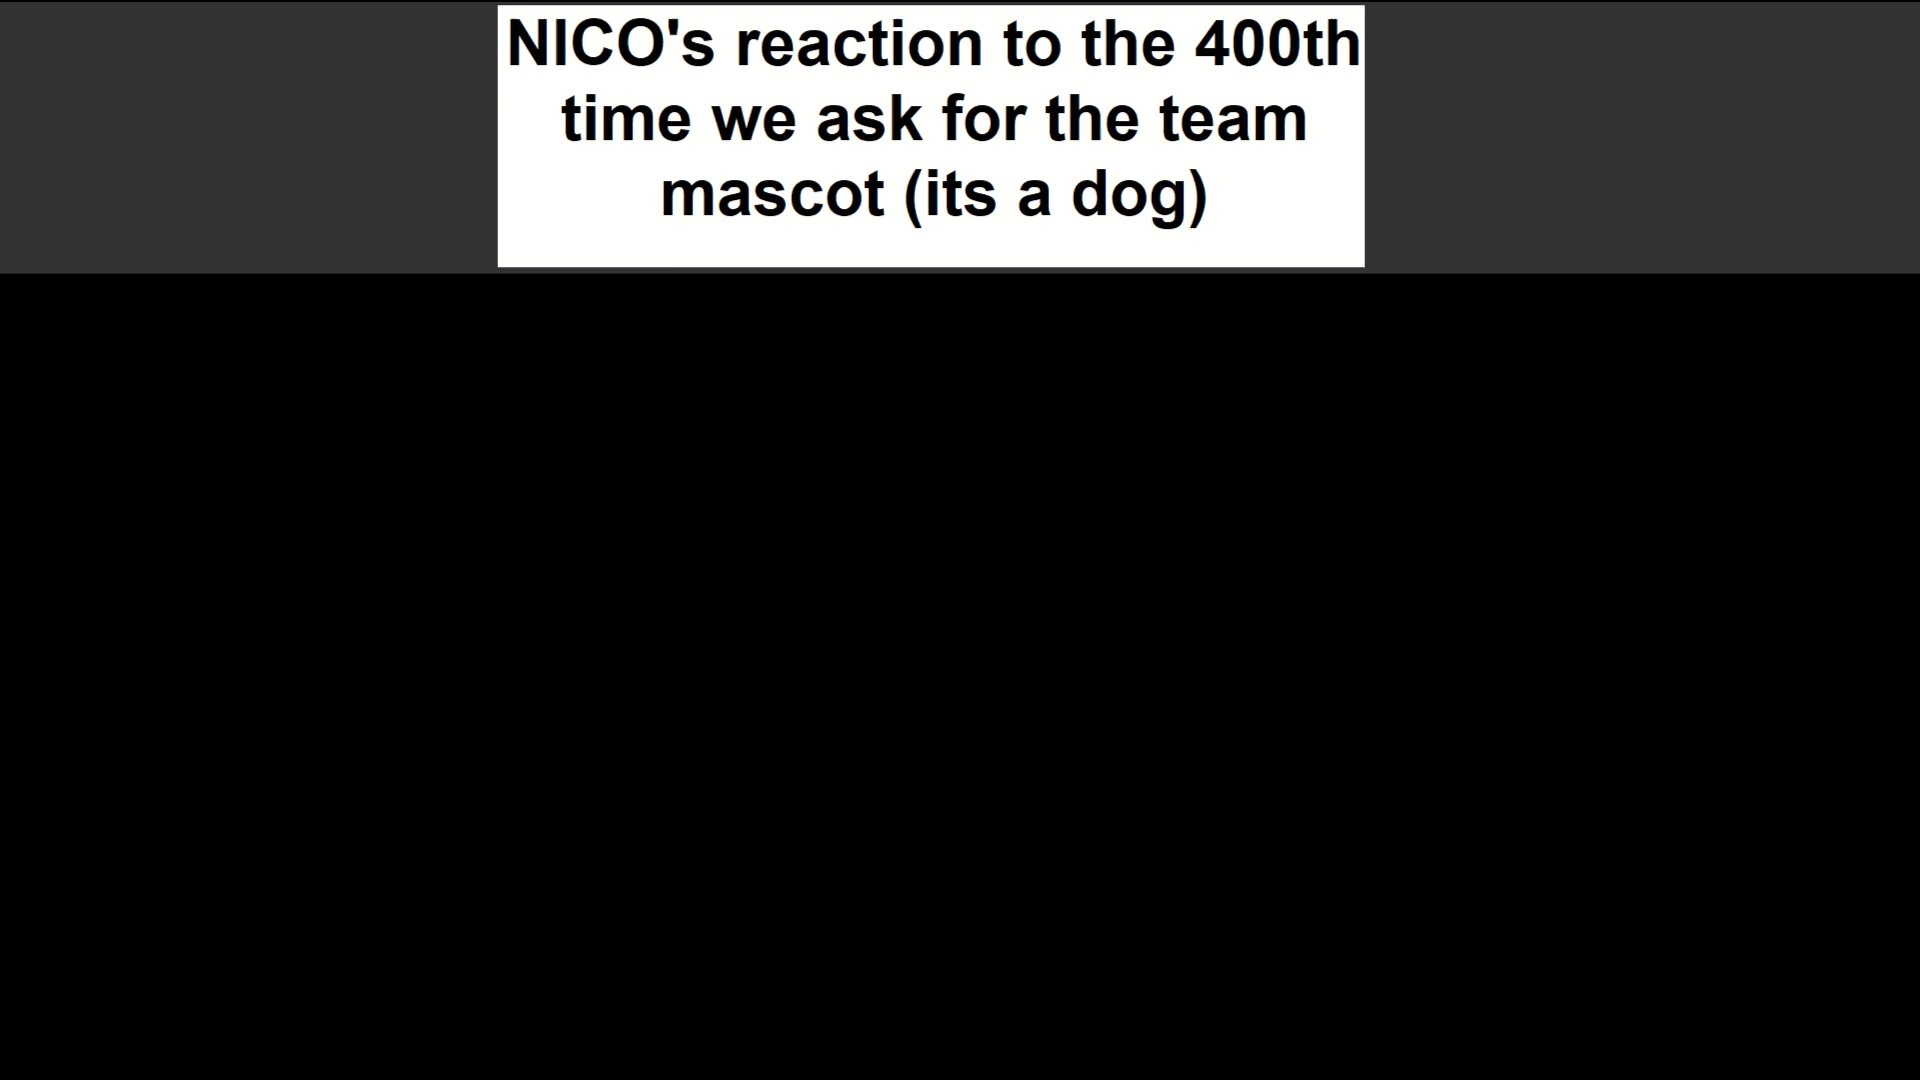 NICO's reaction to the 400th
time we ask for the team
mascot (its a dog)